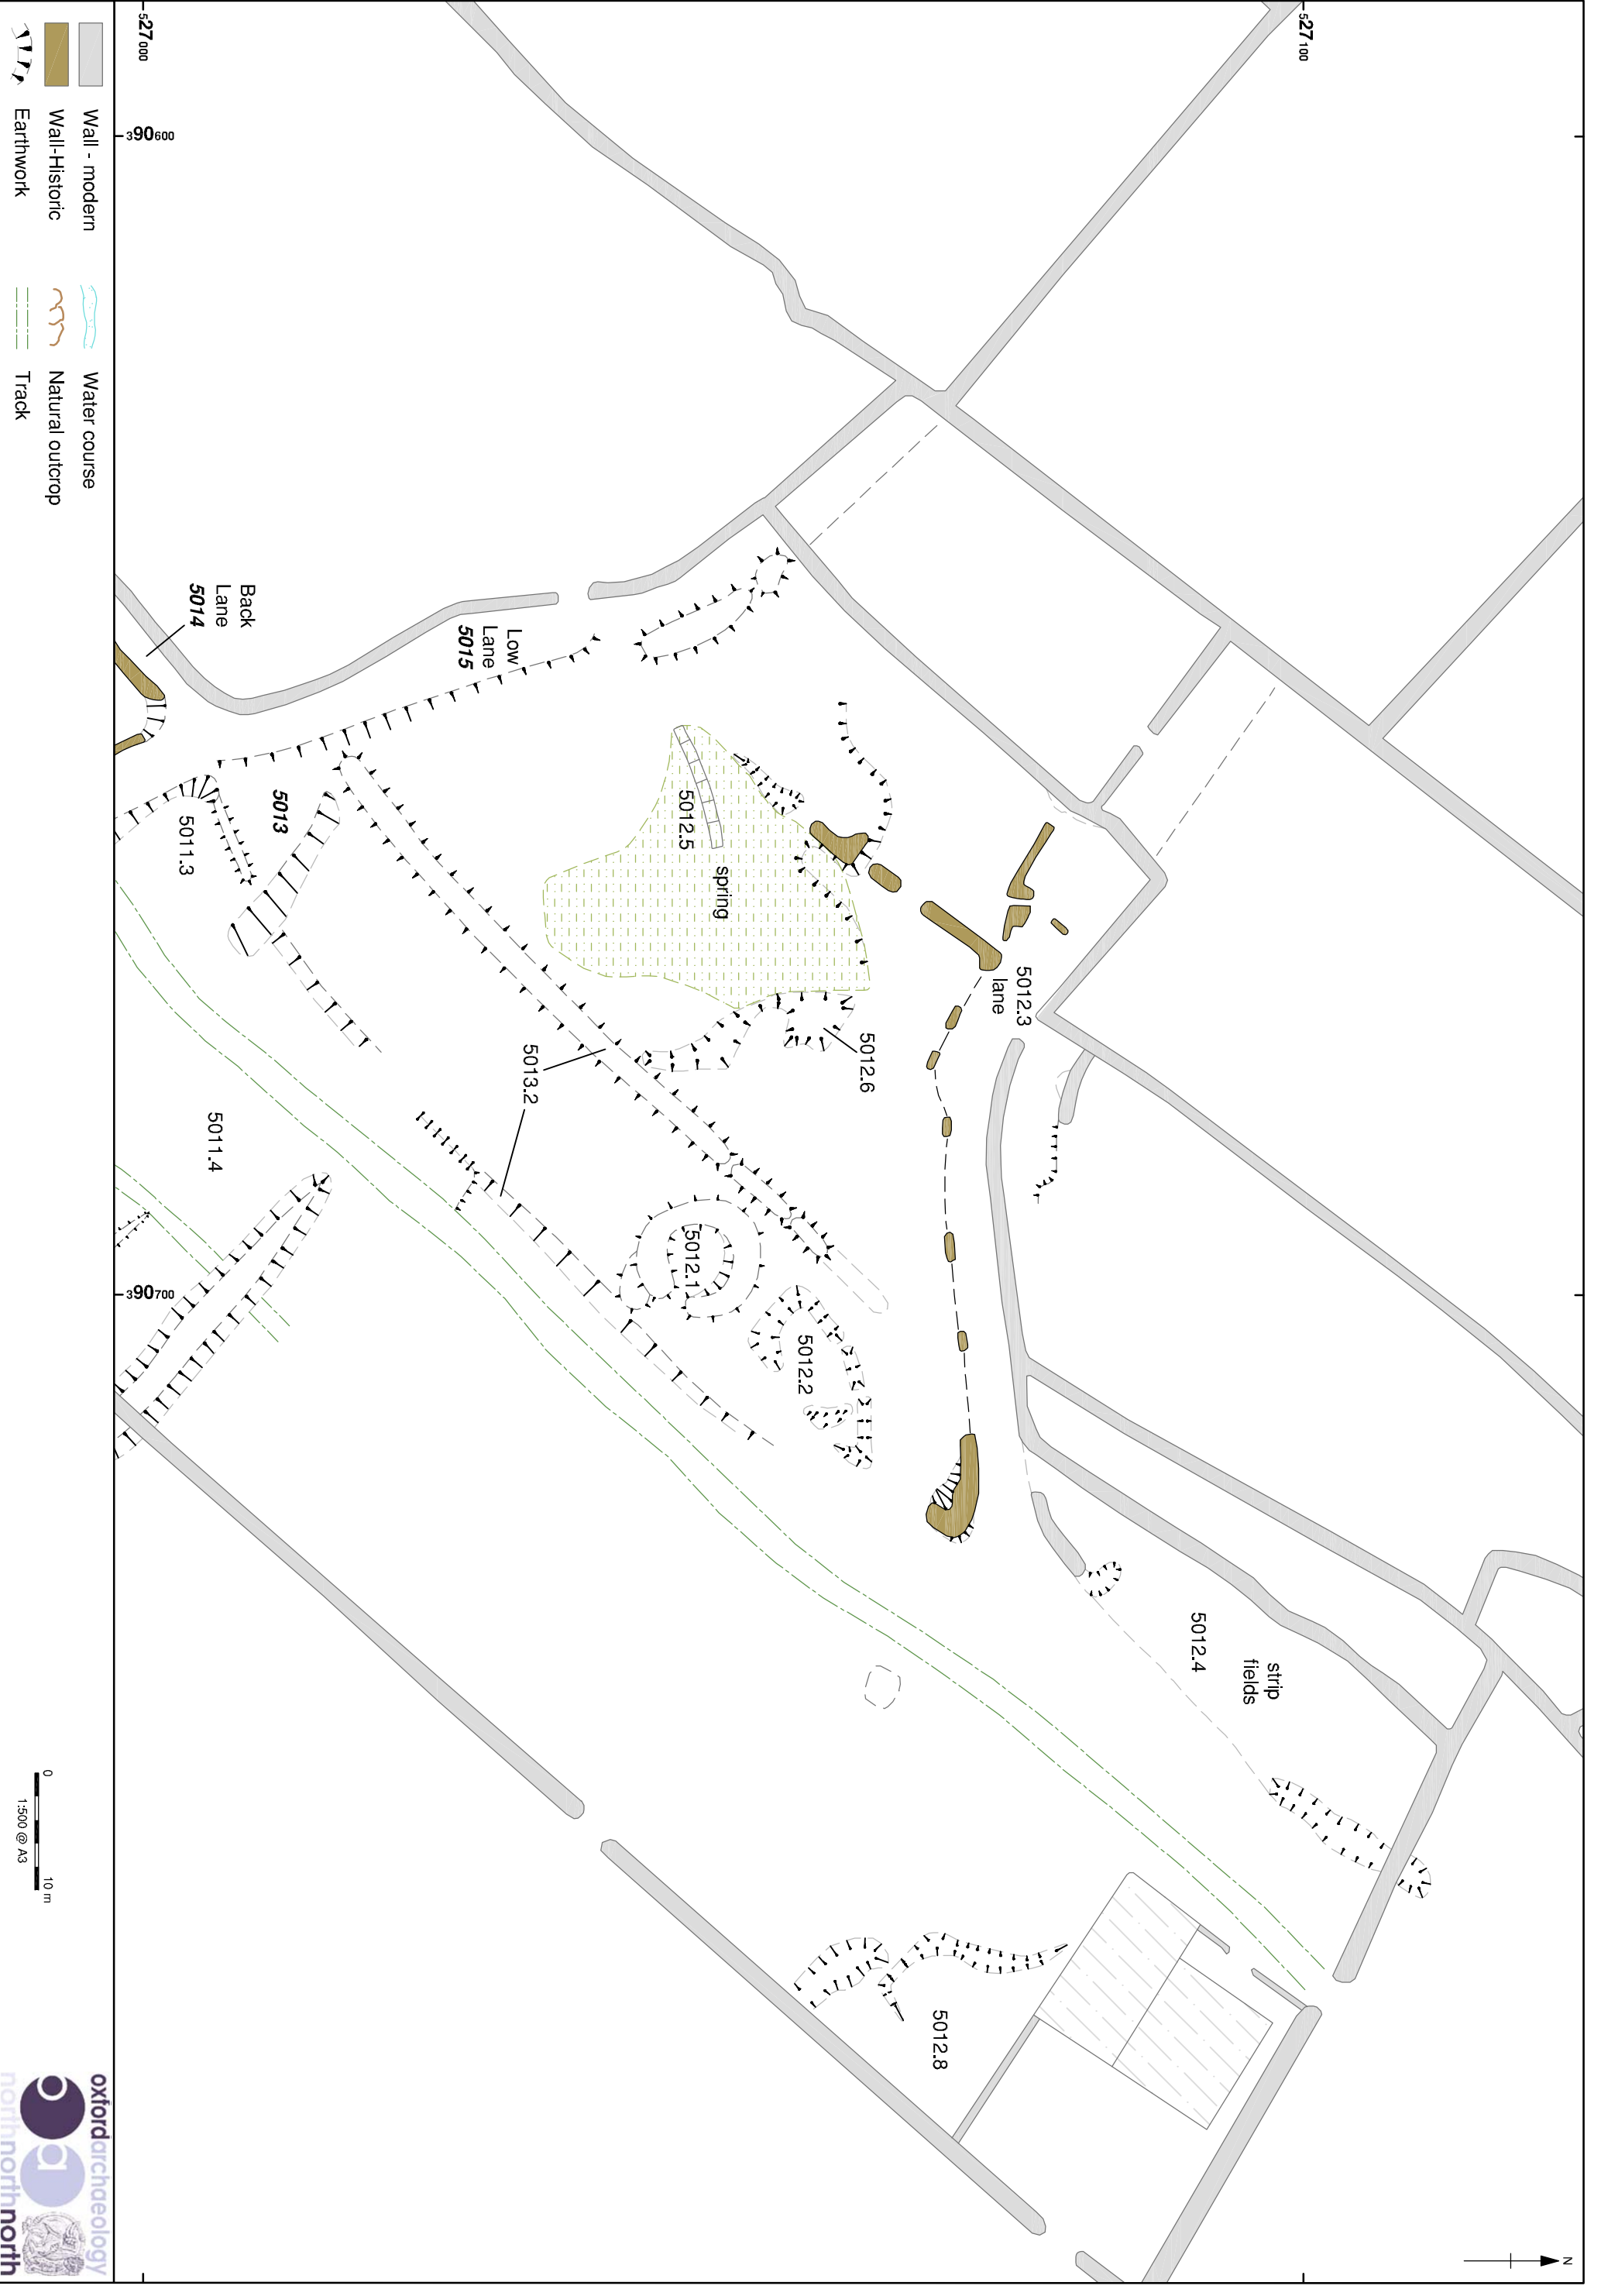 527100
527000
390600
390700
N
5012.3
lane
5012.6
5012.5
spring
5013.2
5012.1
5012.2
5012.4
strip
fields
5012.8
Low
Lane
5015
Back
Lane
5014
5013
5011.3
5011.4
Wall - modern
Wall-Historic
Earthwork
Water course
Natural outcrop
Track
0
10 m
1:500 @ A3
oxfordarchaeology
oa
northnorthnorth